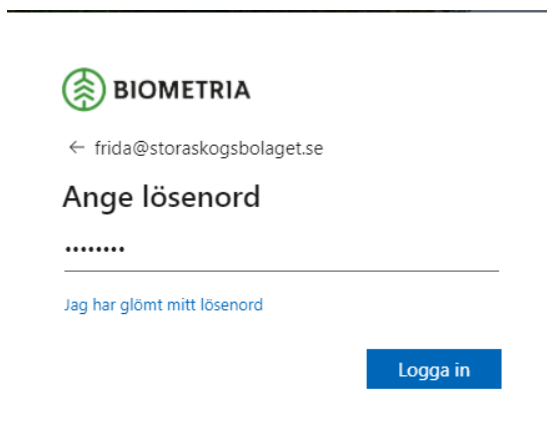 BIOMETRIA
← frida@storaskogsbolaget.se
Ange lösenord
••••••••
Jag har glömt mitt lösenord
Logga in